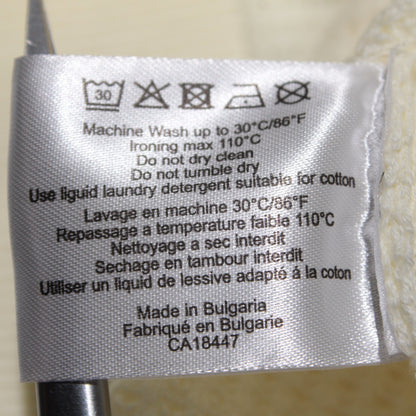 30
Machine Wash up to 30°C/86°F
Ironing max 110°C
Do not dry clean
Do not tumble dry
Use liguid laundry detergent suitable for cotton
Lavage en machine 30°C/86°F
Repassage a temperature faible 110°C
Nettoyage a sec interdit
Sechage en tambour interdit
Utiliser un liquid de lessive adapté á la coton
Made in Bulgaria
Fabriqué en Bulgarie
CA18447